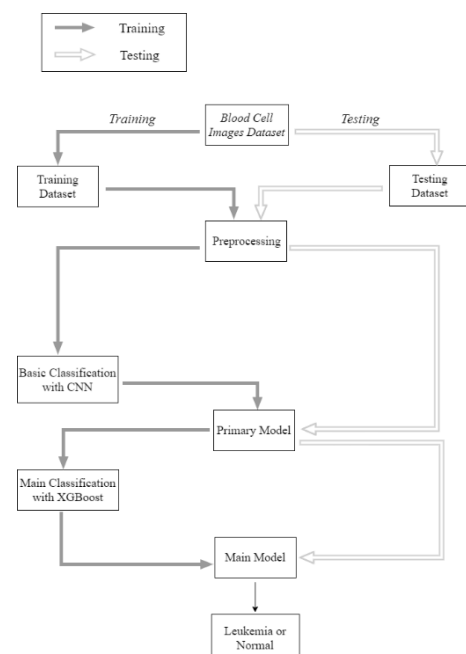 Training
Testing
Training
Blood Cell
Images Dataset
Testing
Training
Dataset
Testing
Dataset
Preprocessing
Basic Classification
with CNN
Primary Model
Main Classification
with XGBoost
Main Model
Leukemia or
Normal